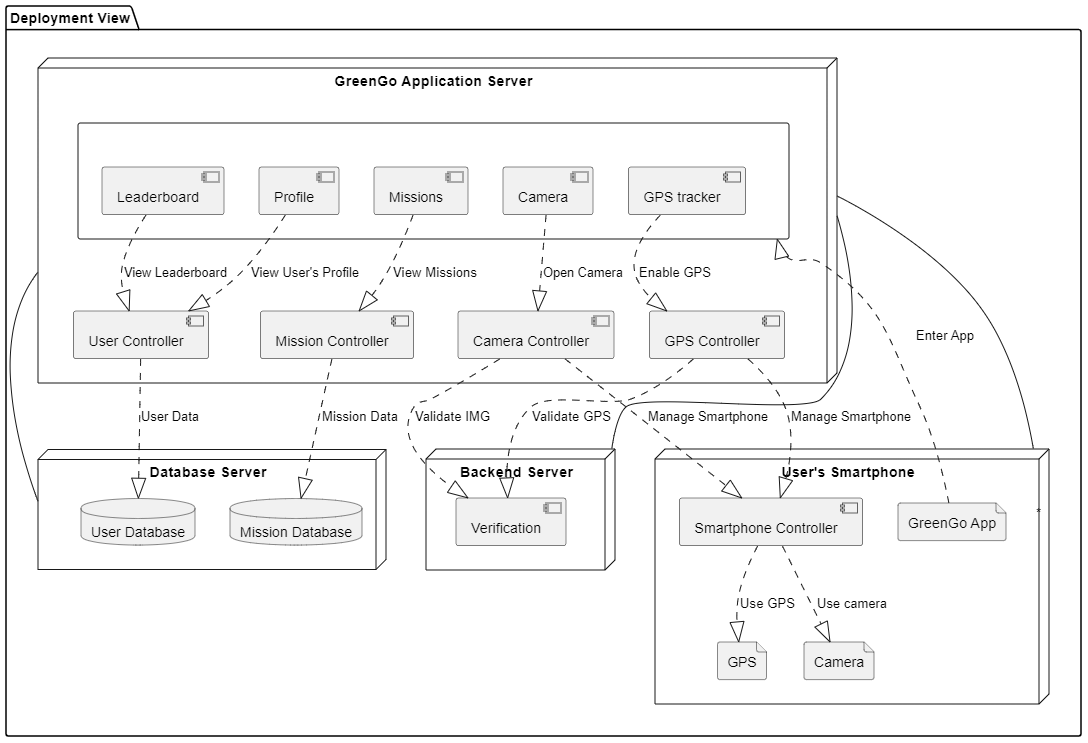 Deployment View
GreenGo Application Server
Leaderboard
Profile
Missions
Camera
GPS tracker
View Leaderboard
View User's Profile
View Missions
Open Camera
Enable GPS
User Controller
Mission Controller
Camera Controller
GPS Controller
Enter App
User Data
Mission Data
Validate IMG
Validate GPS
Manage Smartphone
Manage Smartphone
Database Server
Backend Server
User's Smartphone
User Database
Mission Database
Verification
Smartphone Controller
GreenGo App
*
Use GPS
Use camera
GPS
Camera